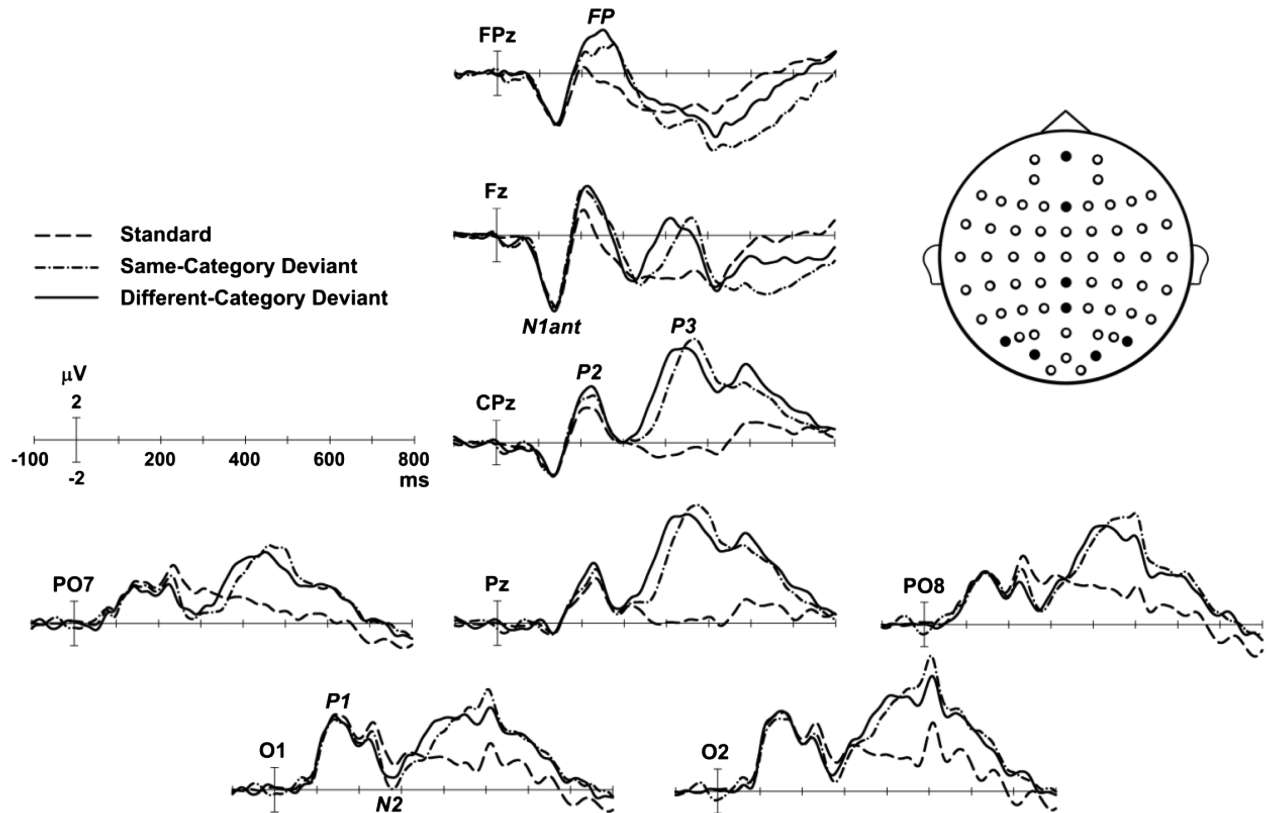 FP
FPz
Fz
Standard
Same-Category Deviant
Different-Category Deviant
N1ant
P3
μV
2
P2
CPz
-100 200 400 600 800
-2
ms
PO7
Pz
PO8
P1
O1
O2
N2